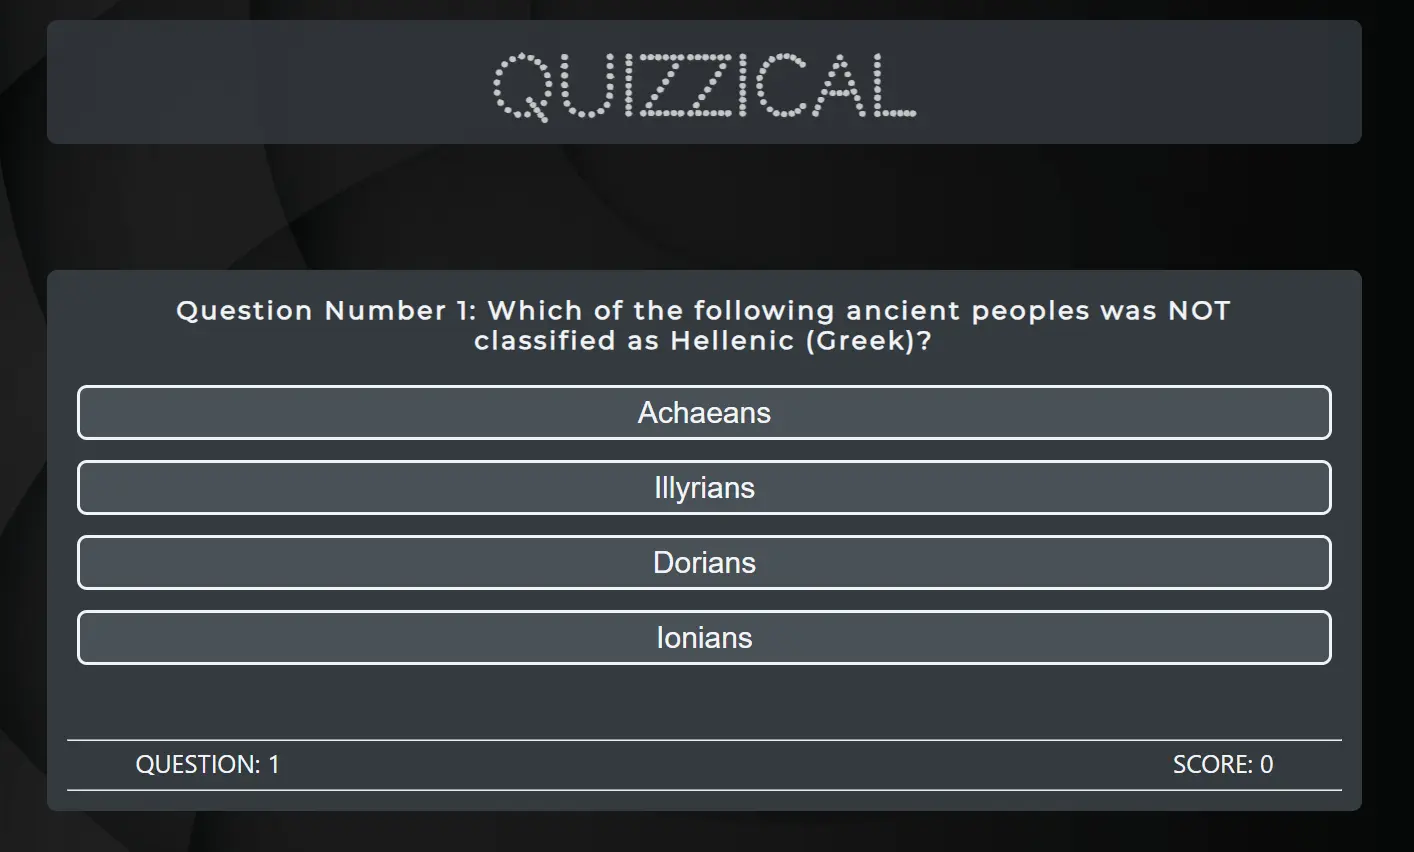 QUIZZICAL
Question Number 1: Which of the following ancient peoples was NOT
classified as Hellenic (Greek)?
Achaeans
Illyrians
Dorians
Ionians
QUESTION: 1
SCORE: 0